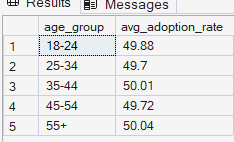 Results Messages
age_group avg_adoption_rate
1 18-24 49.88
2 25-34 49.7
3 35-44 50.01
4 45-54 49.72
5 55+ 50.04